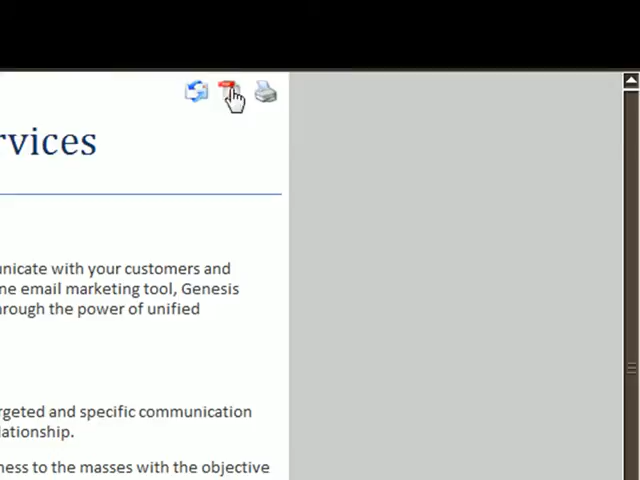 rvices
unicate with your customers and
ne email marketing tool, Genesis
hrough the power of unified
rgeted and specific communication
lationship.
ness to the masses with the objective